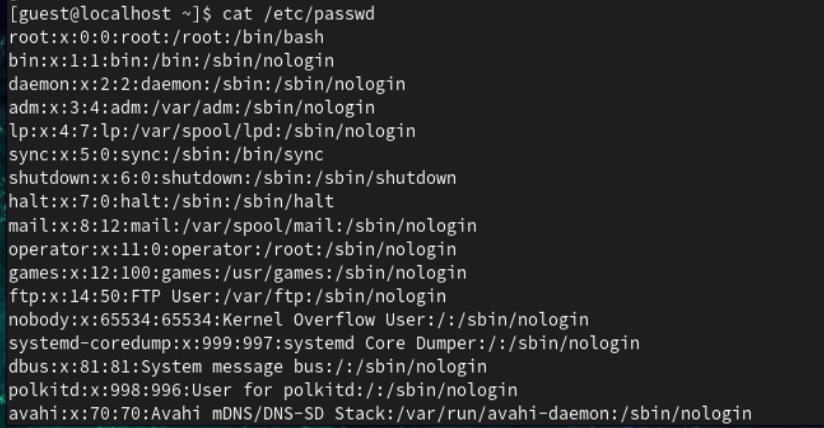 [guest@localhost ~]$ cat /etc/passwd
root:x:0:0:root:/root:/bin/bash
bin:x:1:1:bin:/bin:/sbin/nologin
daemon:x:2:2:daemon:/sbin:/sbin/nologin
adm:x:3:4:adm:/var/adm:/sbin/nologin
lp:x:4:7:lp:/var/spool/lpd:/sbin/nologin
sync:x:5:0:sync:/sbin:/bin/sync
shutdown:x:6:0:shutdown:/sbin:/sbin/shutdown
halt:x:7:0:halt:/sbin:/sbin/halt
mail:x:8:12:mail:/var/spool/mail:/sbin/nologin
operator:x:11:0:operator:/root:/sbin/nologin
games:x:12:100:games:/usr/games:/sbin/nologin
ftp:x:14:50:FTP User:/var/ftp:/sbin/nologin
nobody:x:65534:65534:Kernel Overflow User:/:/sbin/nologin
systemd-coredump:x:999:997:systemd Core Dumper:/:/sbin/nologin
dbus:x:81:81:System message bus:/:/sbin/nologin
polkitd:x:998:996:User for polkitd:/:/sbin/nologin
avahi:x:70:70:Avahi mDNS/DNS-SD Stack:/var/run/avahi-daemon:/sbin/nologin